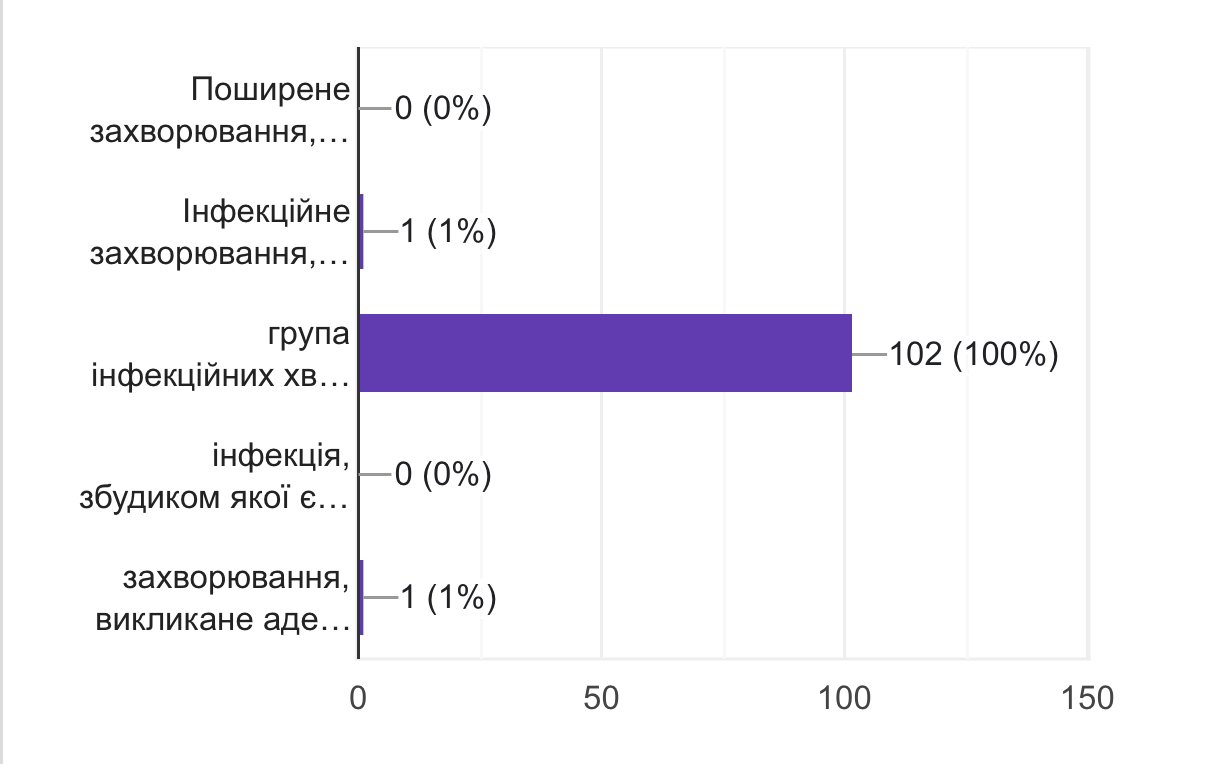 Поширене
захворювання,…
0 (0%)
Інфекційне
захворювання,…
1 (1%)
група
інфекційних хв…
102 (100%)
інфекція,
збудиком якої є…
0 (0%)
захворювання,
викликане аде…
1 (1%)
0 50 100 150